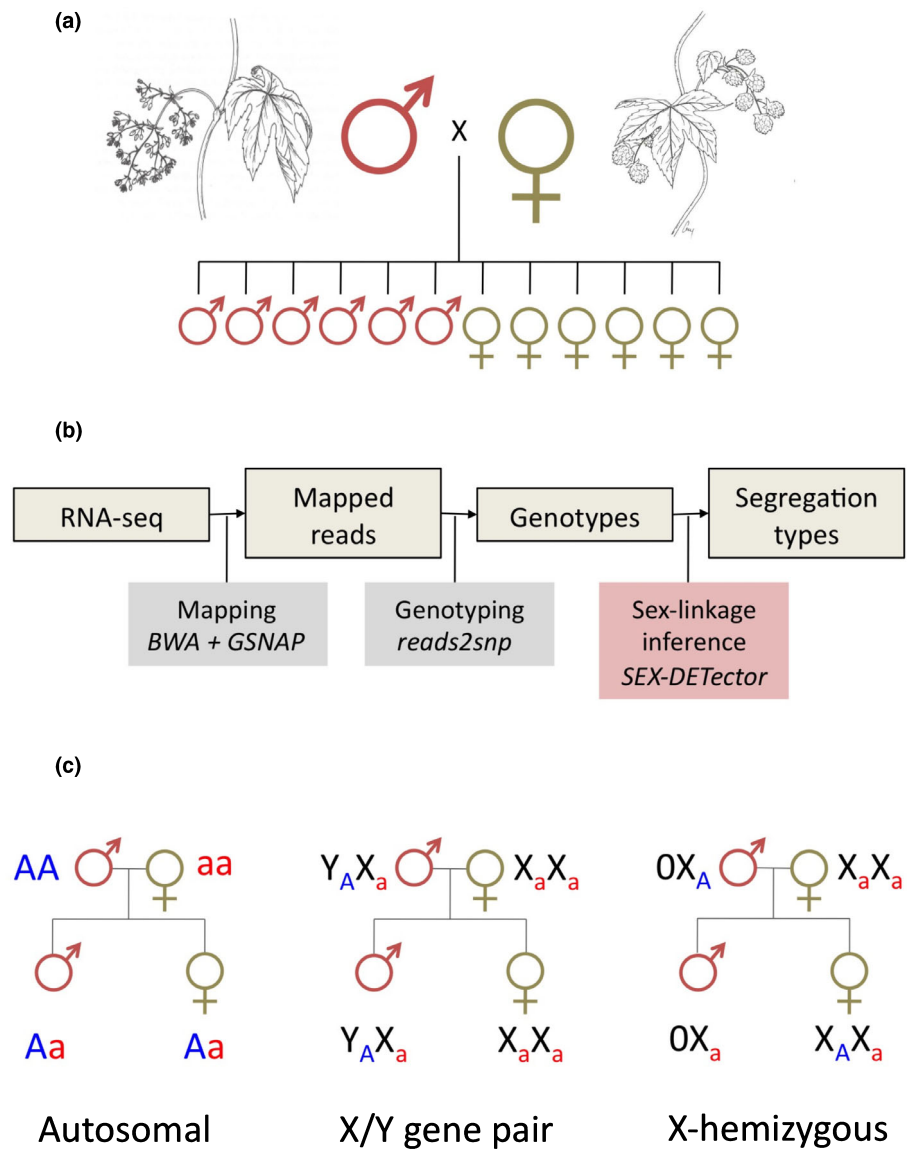 (a)
X
(b)
RNA-seq
Mapped
reads
Genotypes
Segregation
types
Mapping
BWA + GSNAP
Genotyping
reads2snp
Sex-linkage
inference
SEX-DETector
(c)
AA aa
Aa Aa
Autosomal
YAXa XaXa
YAXa XaXa
X/Y gene pair
0XA XaXa
0Xa XAXa
X-hemizygous